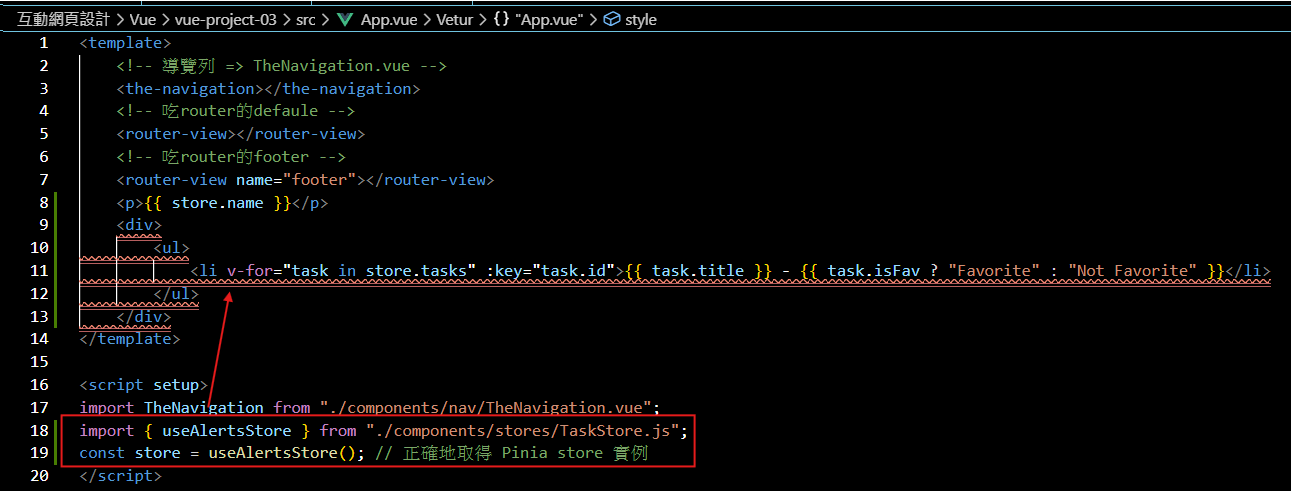 互動網頁設計 > Vue > vue-project-03 > src > App.vue > Vetur > {} "App.vue" > style
1 <template>
2 <!-- 導覽列 => TheNavigation.vue -->
3 <the-navigation></the-navigation>
4 <!-- 吃router的defaule -->
5 <router-view></router-view>
6 <!-- 吃router的footer -->
7 <router-view name="footer"></router-view>
8 <p>{{ store.name }}</p>
9 <div>
10 <ul>
11 <li v-for="task in store.tasks" :key="task.id">{{ task.title }} - {{ task.isFav ? "Favorite" : "Not Favorite" }}</li>
12 </ul>
13 </div>
14 </template>
15
16 <script setup>
17 import TheNavigation from "./components/nav/TheNavigation.vue";
18 import { useAlertsStore } from "./components/stores/TaskStore.js";
19 const store = useAlertsStore(); // 正確地取得 Pinia store 實例
20 </script>